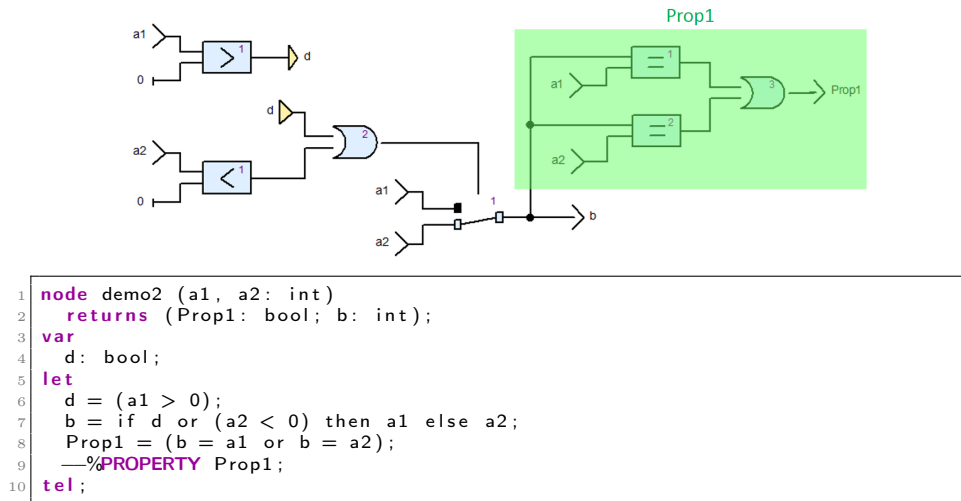 Prop1
a1
1
>
0
d
1
=
a1
d
3
Prop1
2
2
=
a2
a2
1
<
0
a1
1
b
a2
1 node demo2 (a1, a2: int)
2 returns (Prop1: bool; b: int);
3 var
4 d: bool;
5 let
6 d = (a1 > 0);
7 b = if d or (a2 < 0) then a1 else a2;
8 Prop1 = (b = a1 or b = a2);
9 —%PROPERTY Prop1;
10 tel;